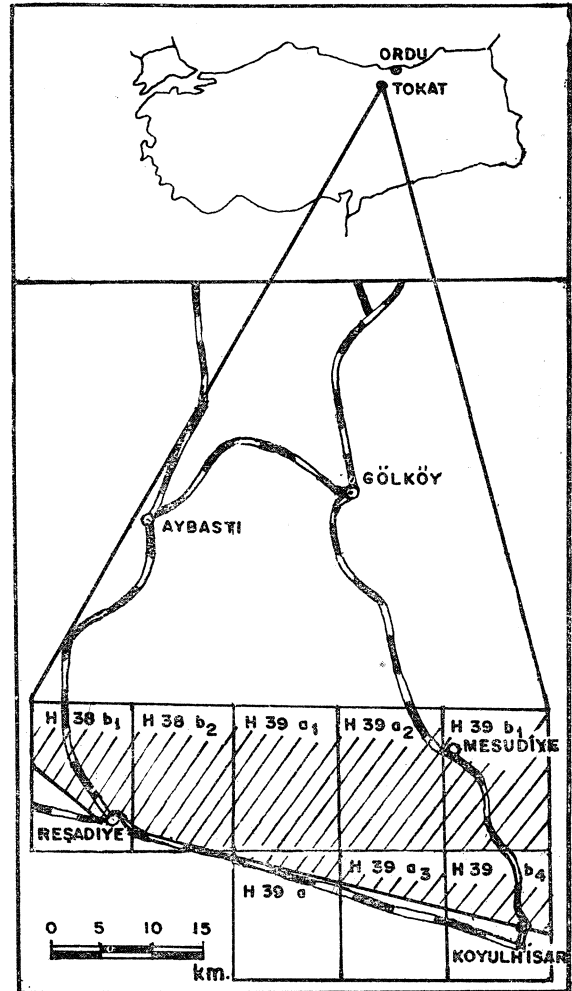 ORDU
TOKAT
GÖLKÖY
AYBASTI
H 38 b1
H 38 b2
H 39 a1
H 39 a2
H 39 b1
MESUDİYE
REŞADİYE
H 39 a
H 39 a3
H 39 b4
KOYULHİSAR
0 5 10 15
km.